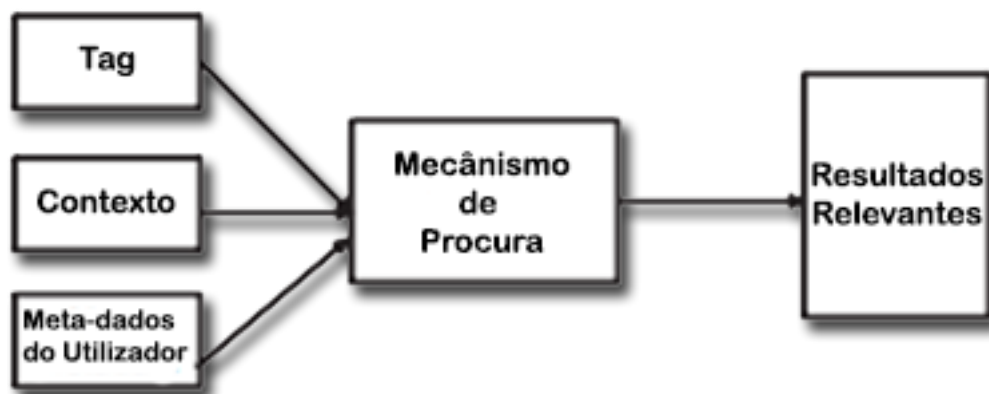 Tag
Contexto
Meta-dados
do Utilizador
Mecânismo
de
Procura
Resultados
Relevantes